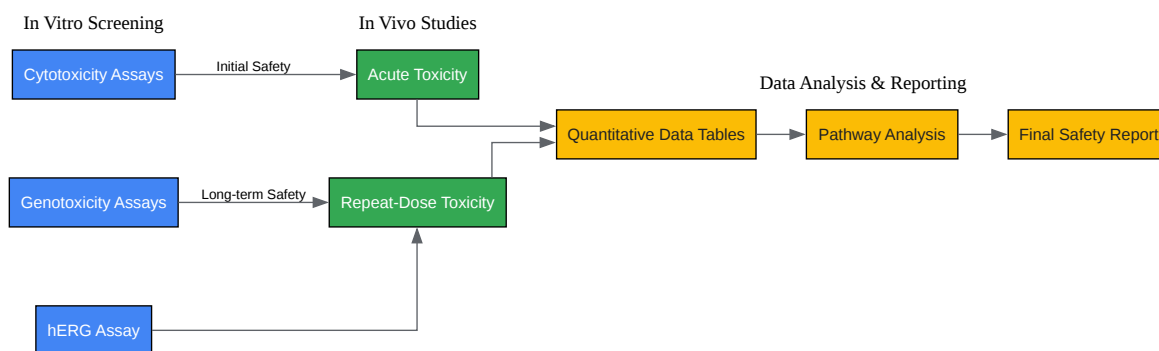 In Vitro Screening
In Vivo Studies
Cytotoxicity Assays
Initial Safety
Acute Toxicity
Data Analysis & Reporting
Quantitative Data Tables
Pathway Analysis
Final Safety Report
Genotoxicity Assays
Long-term Safety
Repeat-Dose Toxicity
hERG Assay